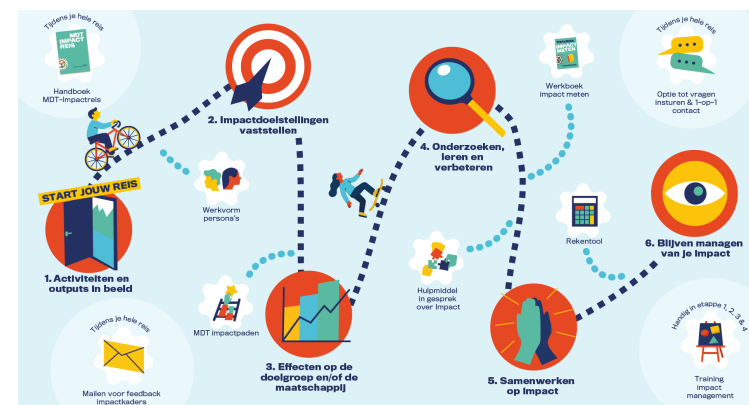 Tijdens je hele reis
MDT
IMPACT
REIS
Handboek
MDT-Impactreis
START JOUW REIS
1. Activiteiten en
outputs in beeld
Tijdens je hele reis
Mailen voor feedback
impactkaders
2. Impactdoelstellingen
vaststellen
Werkvorm
persona's
MDT impactpaden
3. Effecten op de
doelgroep en/of de
maatschappij
4. Onderzoeken,
leren en
verbeteren
Hulpmiddel
in gesprek
over impact
IMPACT
METEN
Werkboek
impact meten
5. Samenwerken
op impact
Rekentool
Tijdens je hele reis
Optie tot vragen
insturen & 1-op-1
contact
6. Blijven managen
van je impact
Handig in etappe 1, 2, 3 & 4
Training
impact
management